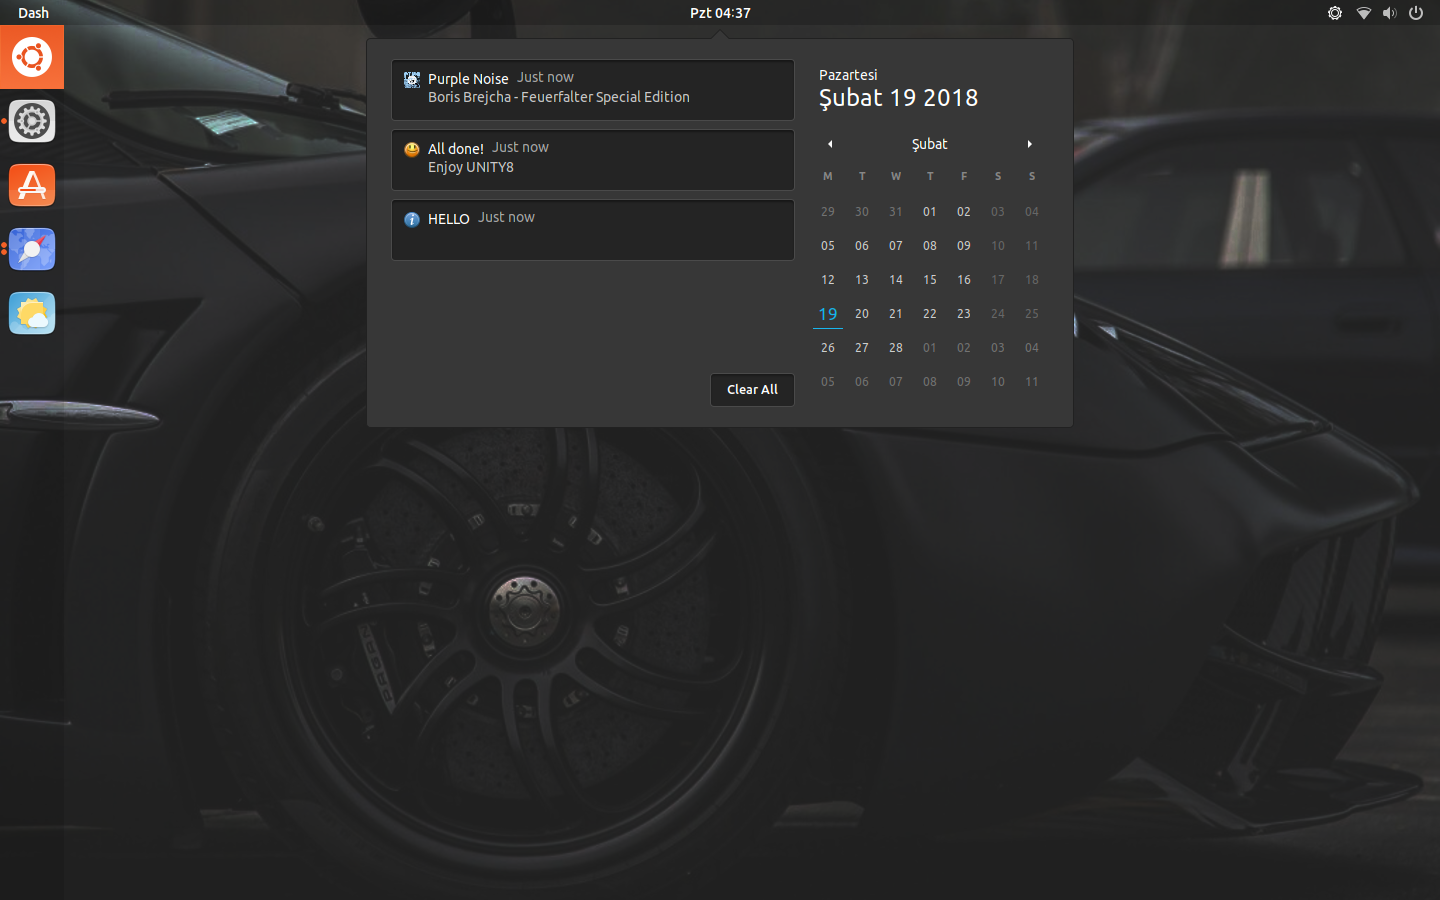 Dash
Pzt 04:37
Purple Noise Just now
Boris Brejcha - Feuerfalter Special Edition
All done! Just now
Enjoy UNITY8
HELLO Just now
Clear All
Pazartesi
Şubat 19 2018
Şubat
M T W T F S S
29 30 31 01 02 03 04
05 06 07 08 09 10 11
12 13 14 15 16 17 18
19 20 21 22 23 24 25
26 27 28 01 02 03 04
05 06 07 08 09 10 11